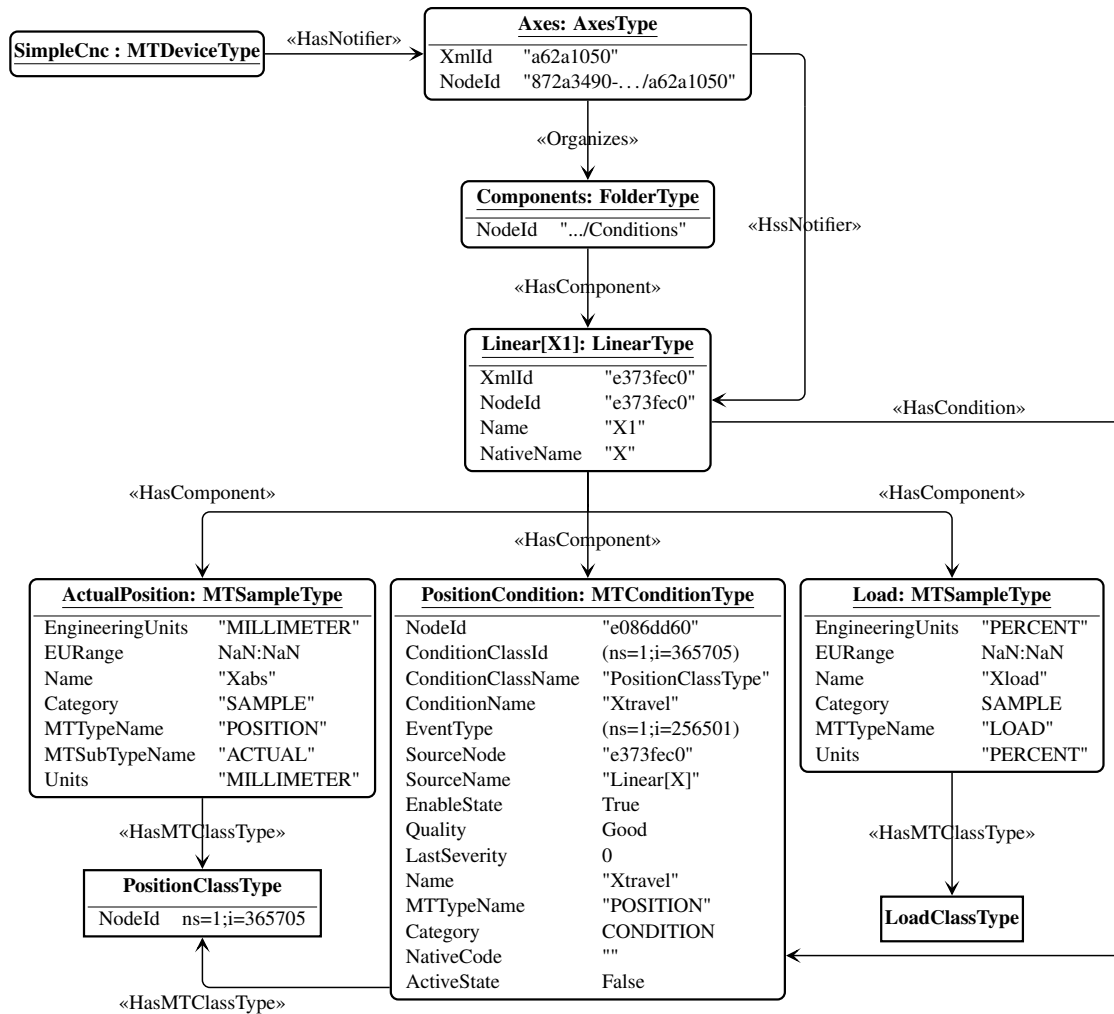 SimpleCnc : MTDeviceType
«HasNotifier»
Axes: AxesType
XmlId "a62a1050"
NodeId "872a3490-.../a62a1050"
«Organizes»
Components: FolderType
NodeId ".../Conditions"
«HssNotifier»
«HasComponent»
Linear[X1]: LinearType
XmlId "e373fec0"
NodeId "e373fec0"
Name "X1"
NativeName "X"
«HasCondition»
«HasComponent»
«HasComponent»
«HasComponent»
ActualPosition: MTSampleType
EngineeringUnits "MILLIMETER"
EURange NaN:NaN
Name "Xabs"
Category "SAMPLE"
MTTypeName "POSITION"
MTSubTypeName "ACTUAL"
Units "MILLIMETER"
PositionCondition: MTConditionType
NodeId "e086dd60"
ConditionClassId (ns=1;i=365705)
ConditionClassName "PositionClassType"
ConditionName "Xtravel"
EventType (ns=1;i=256501)
SourceNode "e373fec0"
SourceName "Linear[X]"
EnableState True
Quality Good
LastSeverity 0
Name "Xtravel"
MTTypeName "POSITION"
Category CONDITION
NativeCode ""
ActiveState False
Load: MTSampleType
EngineeringUnits "PERCENT"
EURange NaN:NaN
Name "Xload"
Category SAMPLE
MTTypeName "LOAD"
Units "PERCENT"
«HasMTClassType»
«HasMTClassType»
PositionClassType
NodeId ns=1;i=365705
LoadClassType
«HasMTClassType»